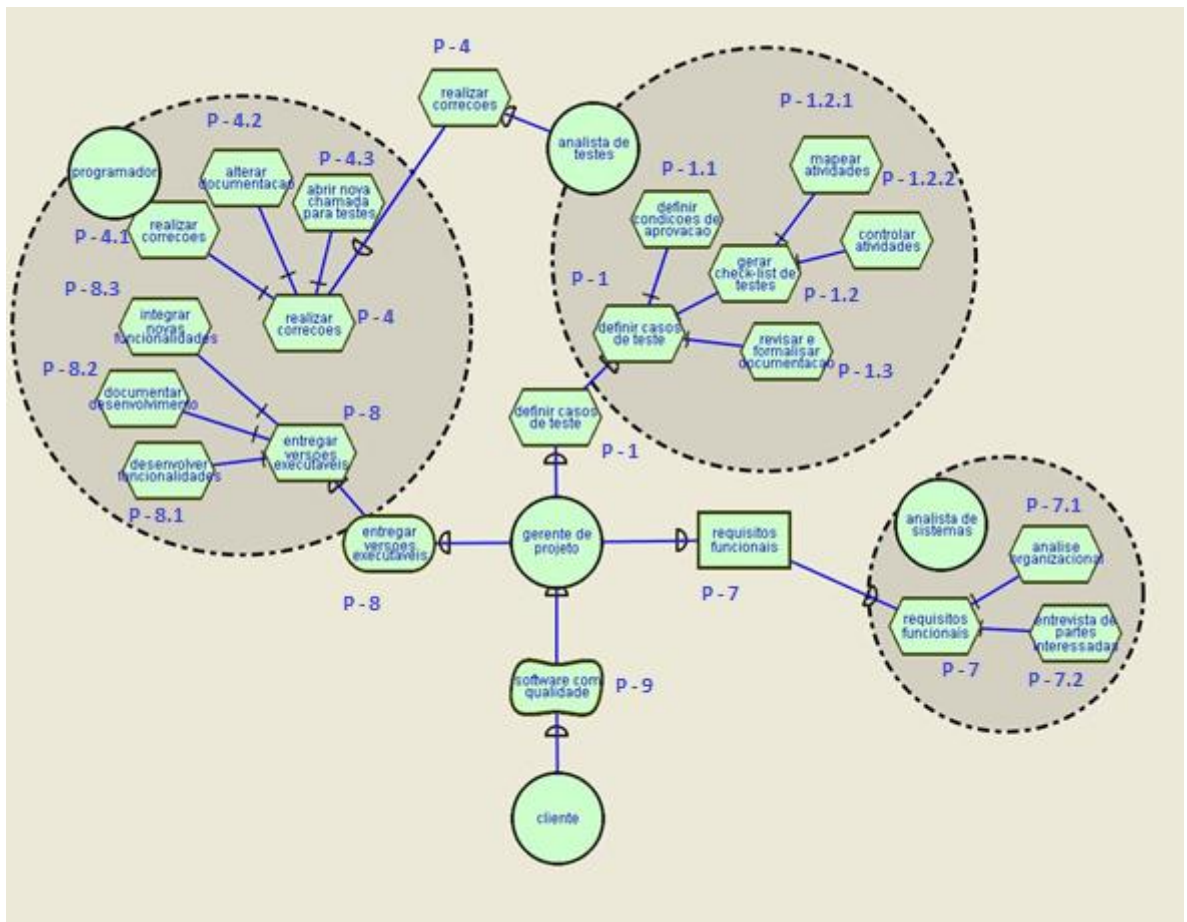 P - 4
realizar
correcoes
P - 1.2.1
P - 4.2
analista de
testes
mapear
atividades
P - 4.3
P - 1.1
P - 1.2.2
programador
alterar
documentacao
abrir nova
chamada
para testes
definir
condicoes de
aprovacao
realizar
correcoes
P - 4.1
controlar
atividades
gerar
check-list de
testes
P - 1
P - 1.2
P - 8.3
integrar
novas
funcionalidades
realizar
correcoes
P - 4
definir casos
de teste
revisar e
formalisar
documentacao
P - 1.3
P - 8.2
documentar
desenvolvimento
P - 8
definir casos
de teste
P - 1
entregar
versoes
executáveis
desenvolver
funcionalidades
P - 8.1
entregar
versoes
executáveis
gerente de
projeto
requisitos
funcionais
analista de
sistemas
P - 7.1
analise
organizacional
P - 8
P - 7
requisitos
funcionais
entrevista de
partes
interessadas
P - 7
P - 7.2
software com
qualidade
P - 9
cliente